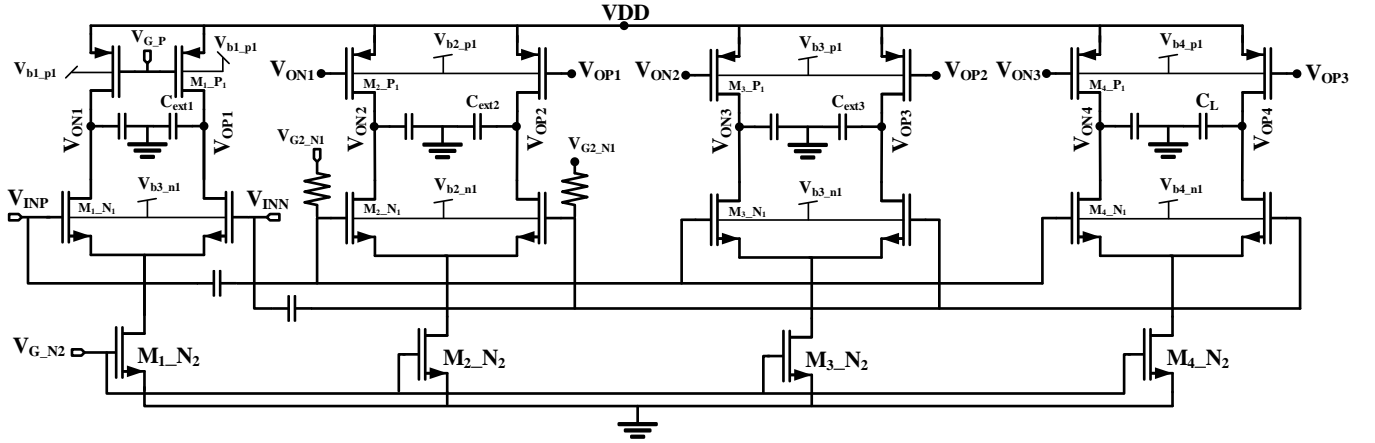 VDD
V_G_P
V_b1_p1
V_b1_p1
M_1_P_1
V_ON1
C_ext1
V_OP1
V_INP
V_b3_n1
V_INN
M_1_N_1
V_G_N2
M_1_N_2
V_ON1
V_b2_p1
V_OP1
M_2_P_1
V_ON2
C_ext2
V_OP2
V_G2_N1
V_G2_N1
V_b2_n1
M_2_N_1
M_2_N_2
V_ON2
V_b3_p1
V_OP2
M_3_P_1
V_ON3
C_ext3
V_OP3
V_b3_n1
M_3_N_1
M_3_N_2
V_ON3
V_b4_p1
V_OP3
M_4_P_1
V_ON4
C_L
V_OP4
V_b4_n1
M_4_N_1
M_4_N_2